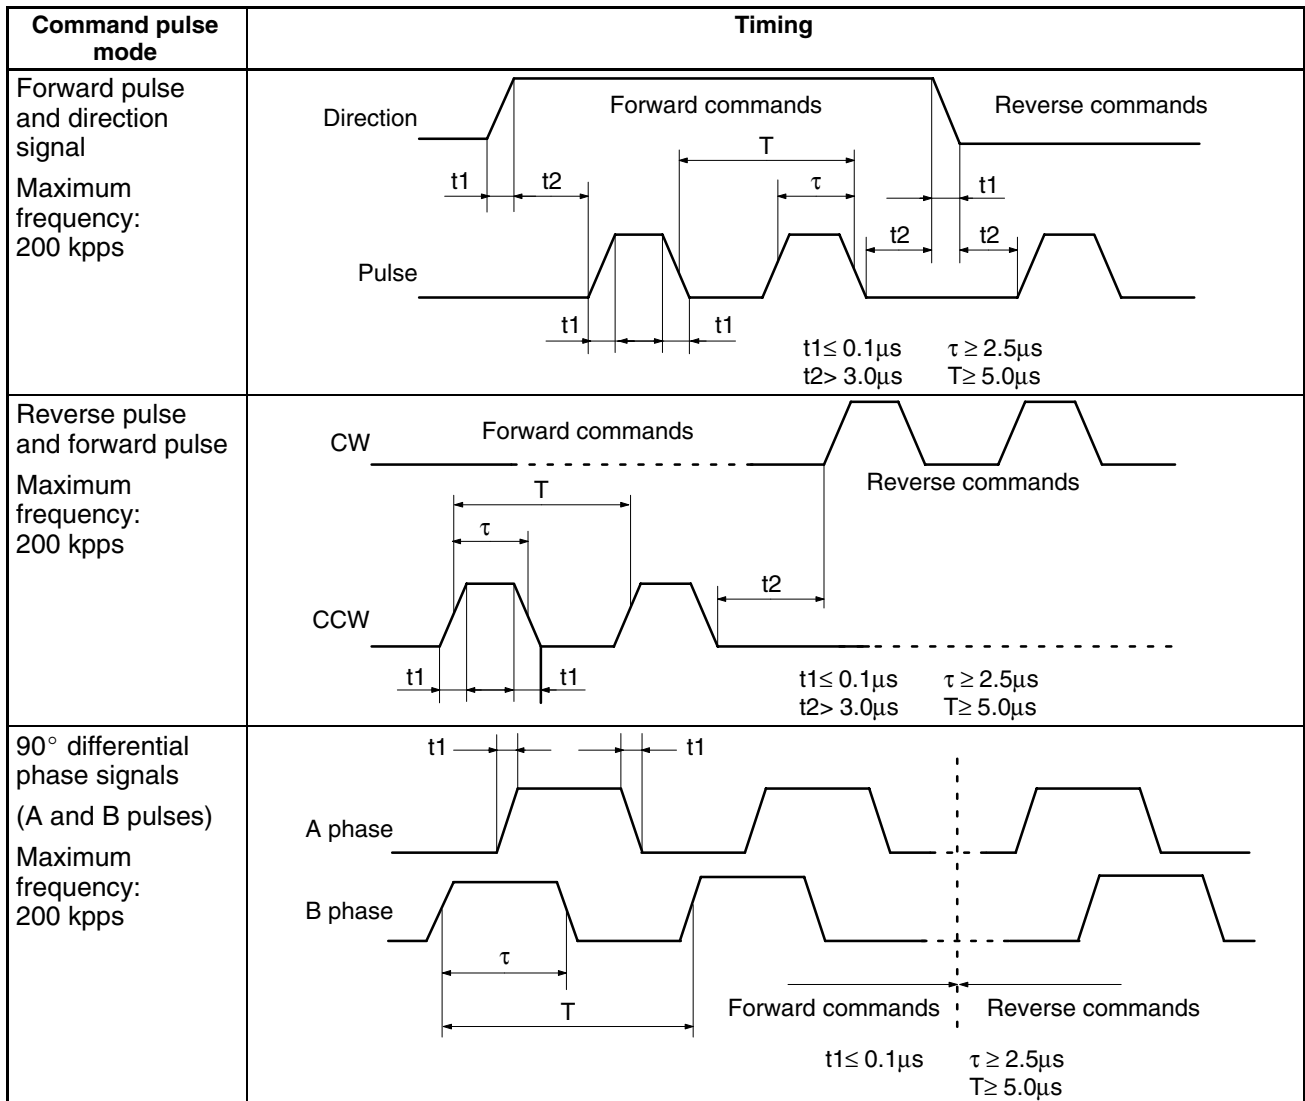 Command pulse
mode
Timing
Forward pulse
and direction
signal
Maximum
frequency:
200 kpps
Direction
Forward commands
Reverse commands
T
t1
t2
τ
t1
t2
t2
Pulse
t1
t1
t1≤ 0.1μs
τ ≥ 2.5μs
t2> 3.0μs
T≥ 5.0μs
Reverse pulse
and forward pulse
Maximum
frequency:
200 kpps
CW
Forward commands
Reverse commands
T
τ
t2
CCW
t1
t1
t1≤ 0.1μs
τ ≥ 2.5μs
t2> 3.0μs
T≥ 5.0μs
90° differential
phase signals
(A and B pulses)
Maximum
frequency:
200 kpps
t1
t1
A phase
B phase
τ
T
Forward commands
Reverse commands
t1≤ 0.1μs
τ ≥ 2.5μs
T≥ 5.0μs